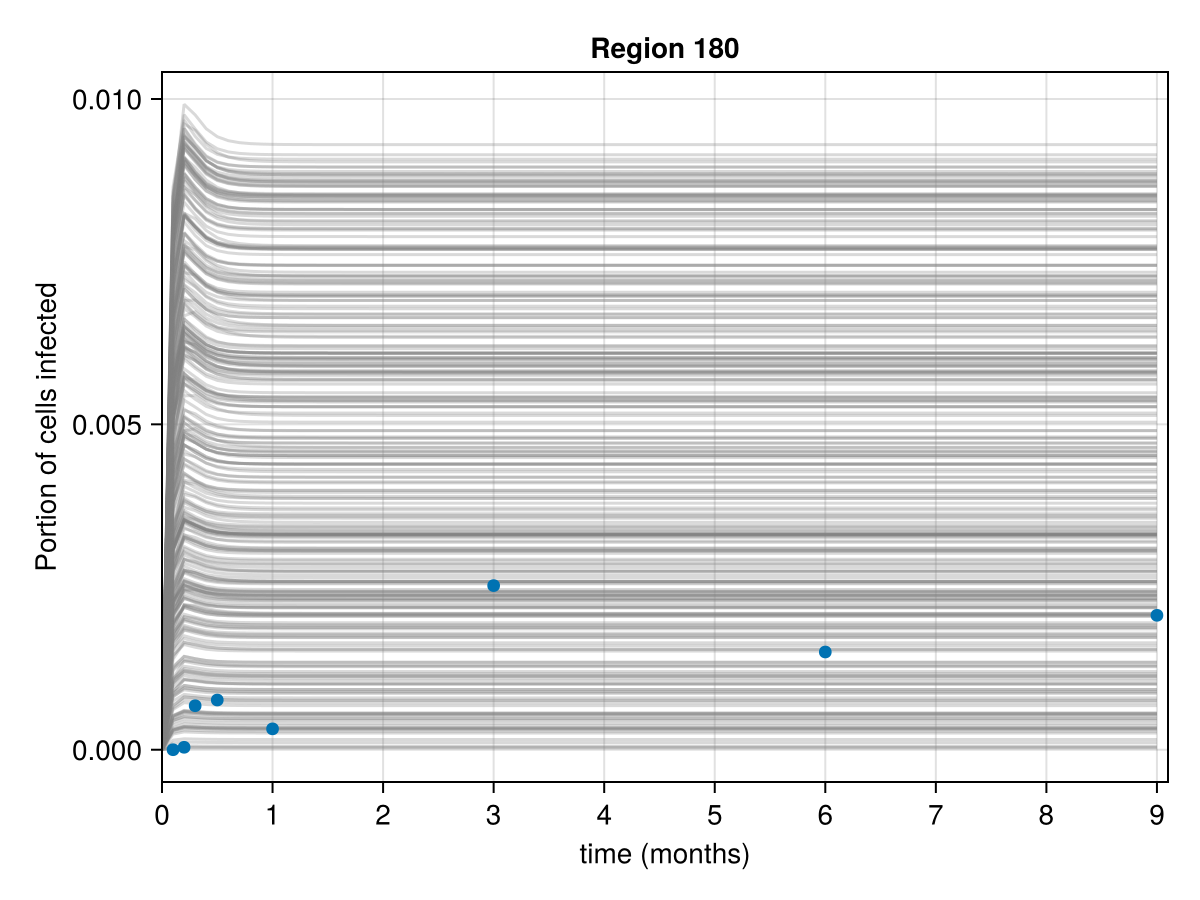 Region 180
0.010
0.005
0.000
Portion of cells infected
0 1 2 3 4 5 6 7 8 9
time (months)